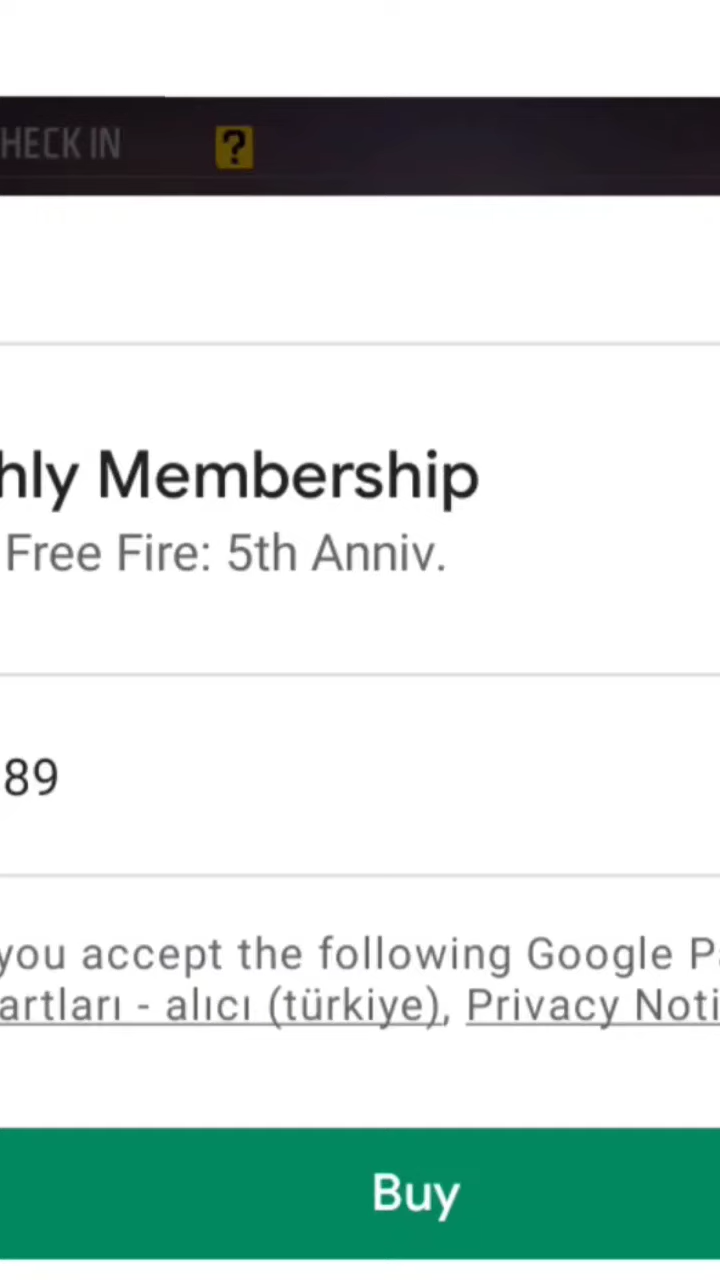 HECK IN ?
hly Membership
Free Fire: 5th Anniv.
89
you accept the following Google P
artları - alıcı (türkiye), Privacy Noti
Buy